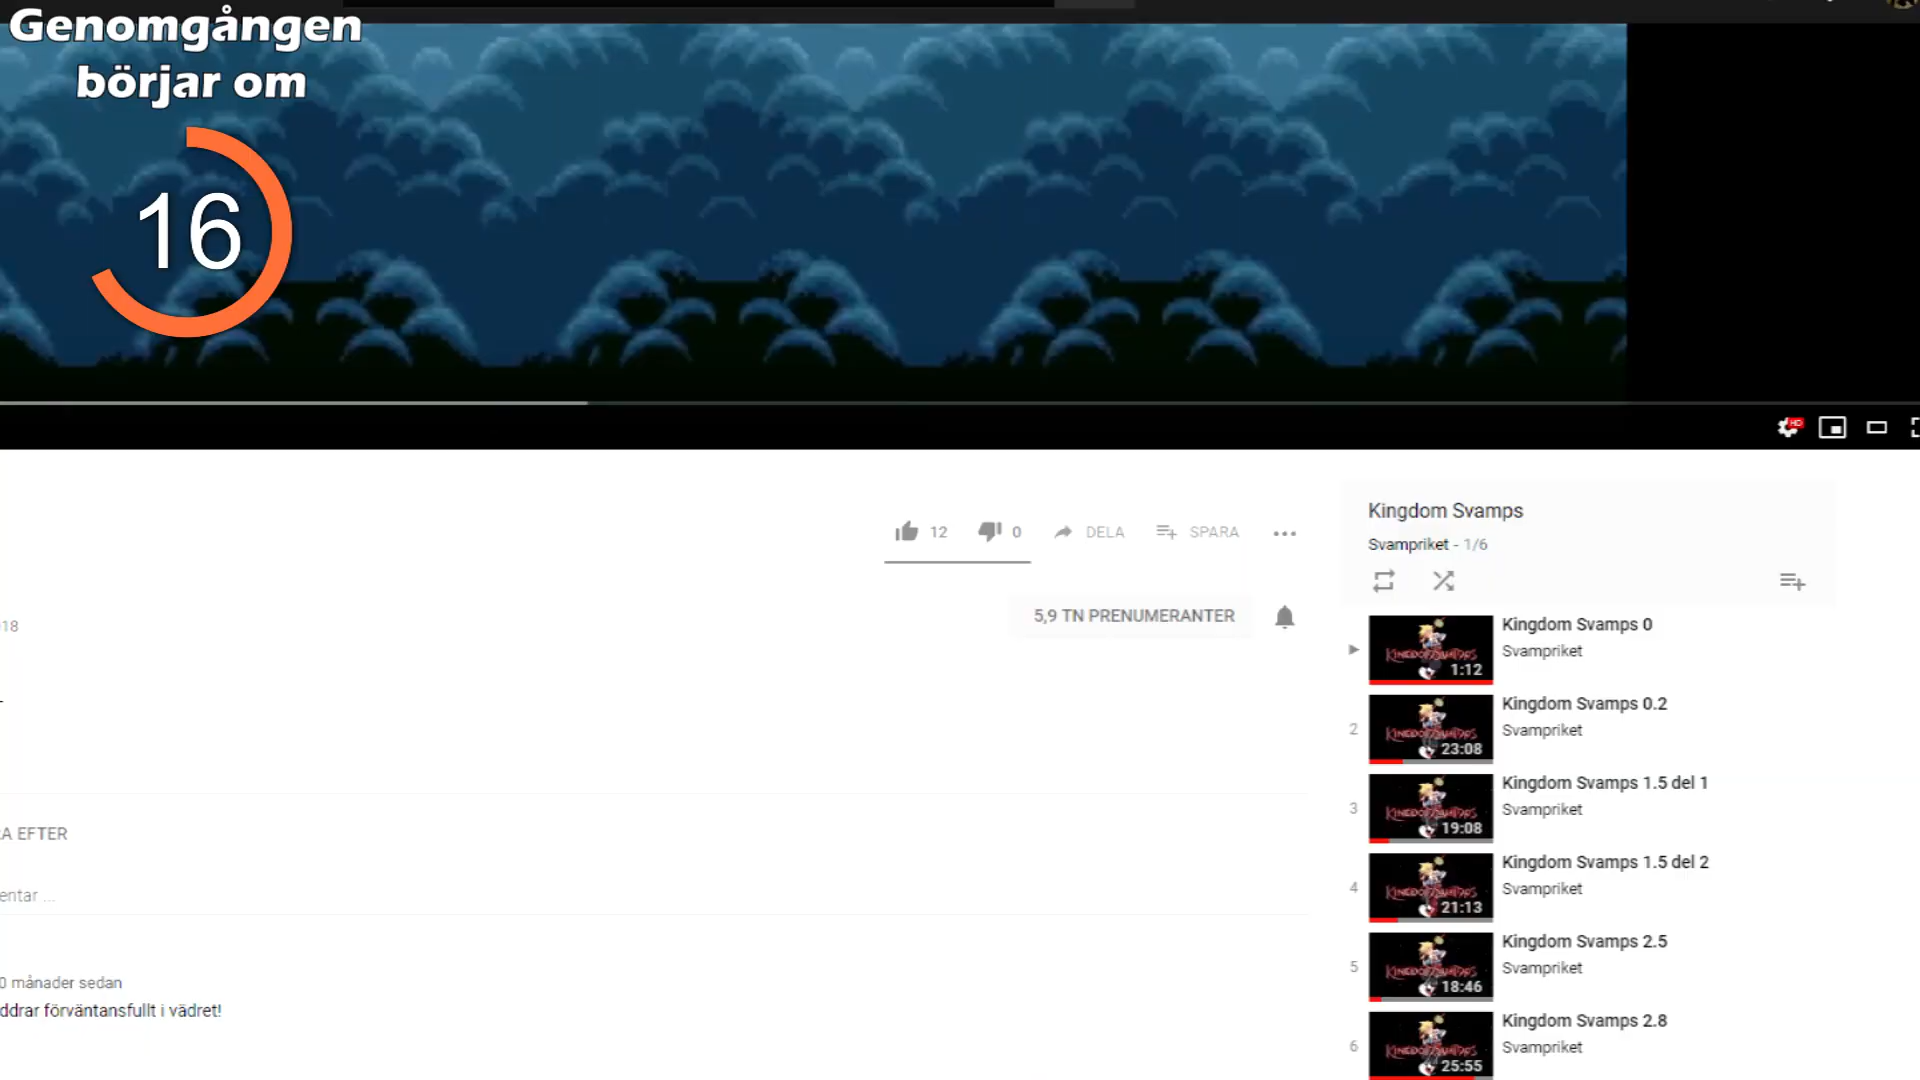 Genomgången
börjar om
16
HD
12
0
DELA
SPARA
018
5,9 TN PRENUMERANTER
A EFTER
entar ...
0 månader sedan
ddrar förväntansfullt i vädret!
Kingdom Svamps
Svampriket - 1/6
1:12
Kingdom Svamps 0
Svampriket
2
23:08
Kingdom Svamps 0.2
Svampriket
3
19:08
Kingdom Svamps 1.5 del 1
Svampriket
4
21:13
Kingdom Svamps 1.5 del 2
Svampriket
5
18:46
Kingdom Svamps 2.5
Svampriket
6
25:55
Kingdom Svamps 2.8
Svampriket